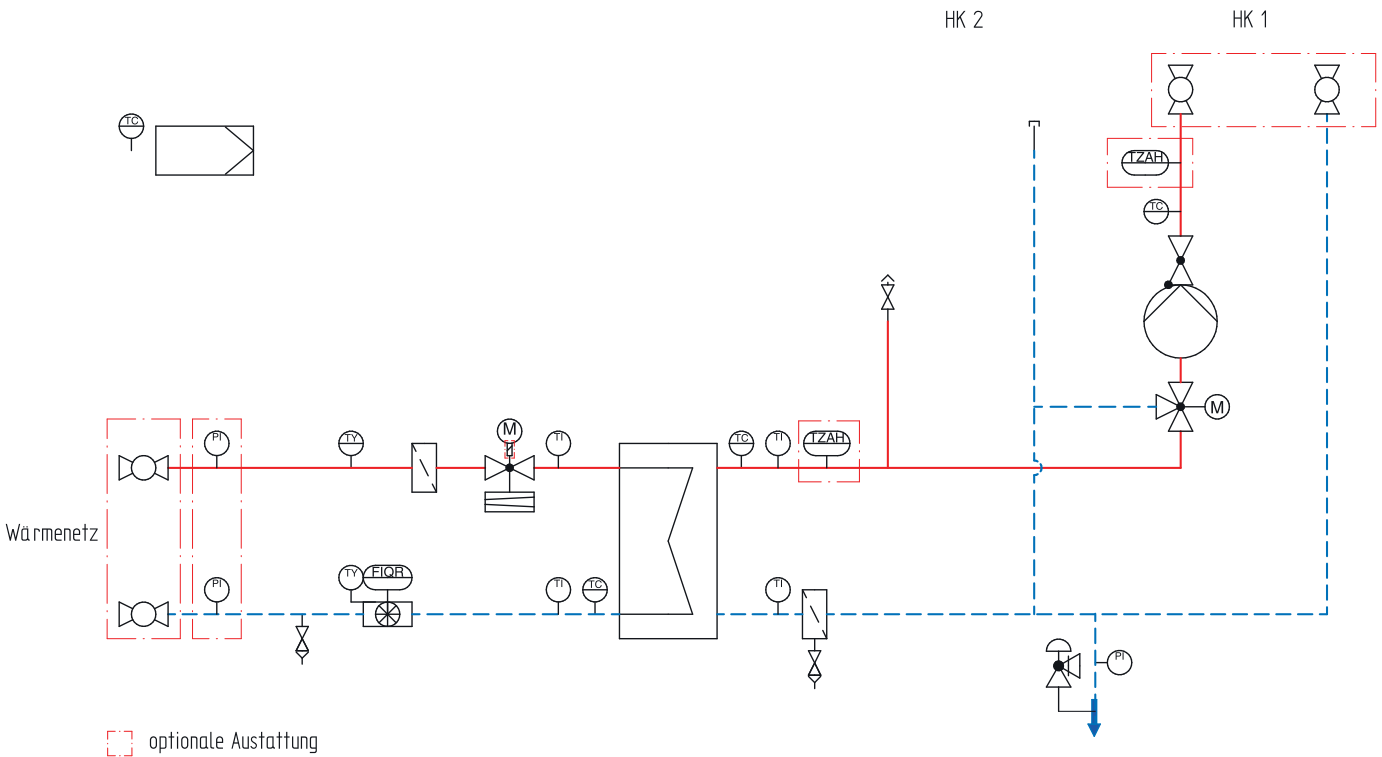 HK 2
HK 1
TC
TZAH
TC
M
M
PI
TY
TI
TC
TI
TZAH
Wärmenetz
PI
TY
FIQR
TI
TC
TI
PI
optionale Austattung